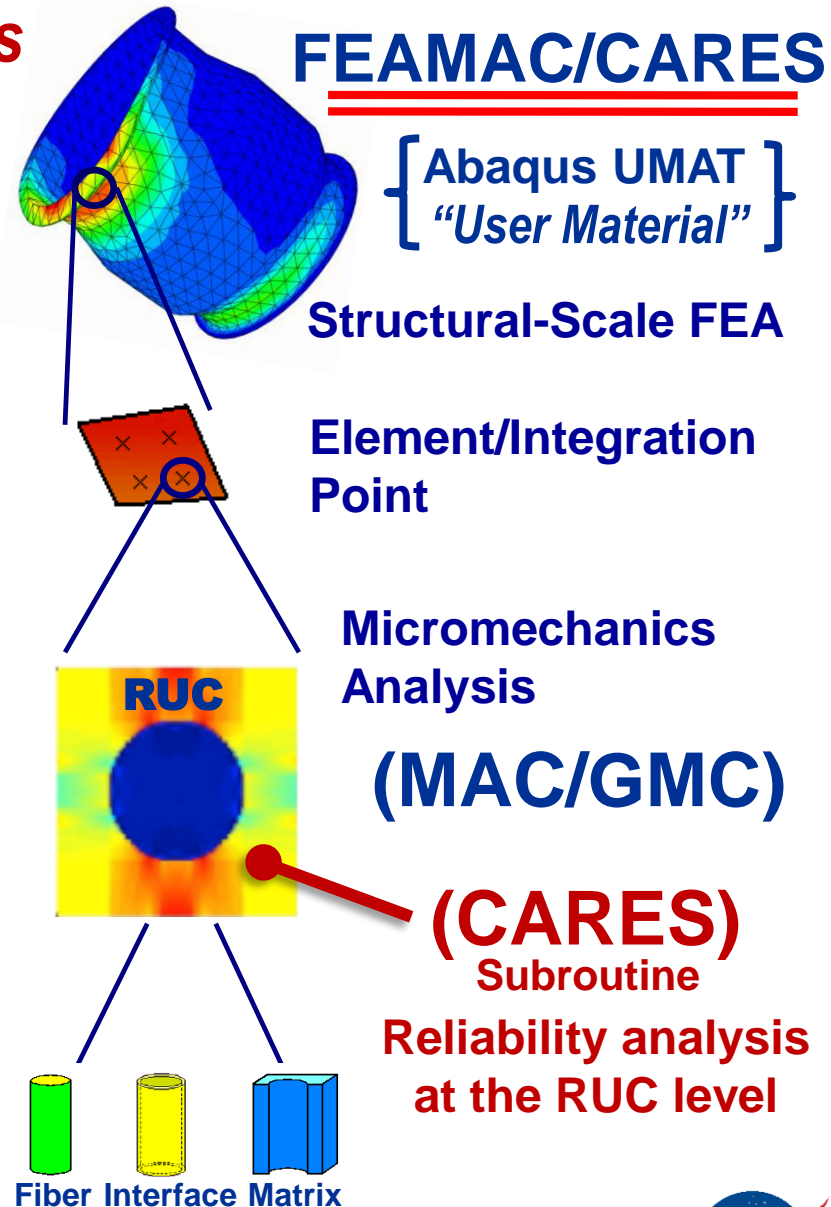 s
FEAMAC/CARES
Abaqus UMAT
“User Material”
Structural-Scale FEA
Element/Integration
Point
Micromechanics
Analysis
RUC
(MAC/GMC)
(CARES)
Subroutine
Reliability analysis
at the RUC level
Fiber Interface Matrix